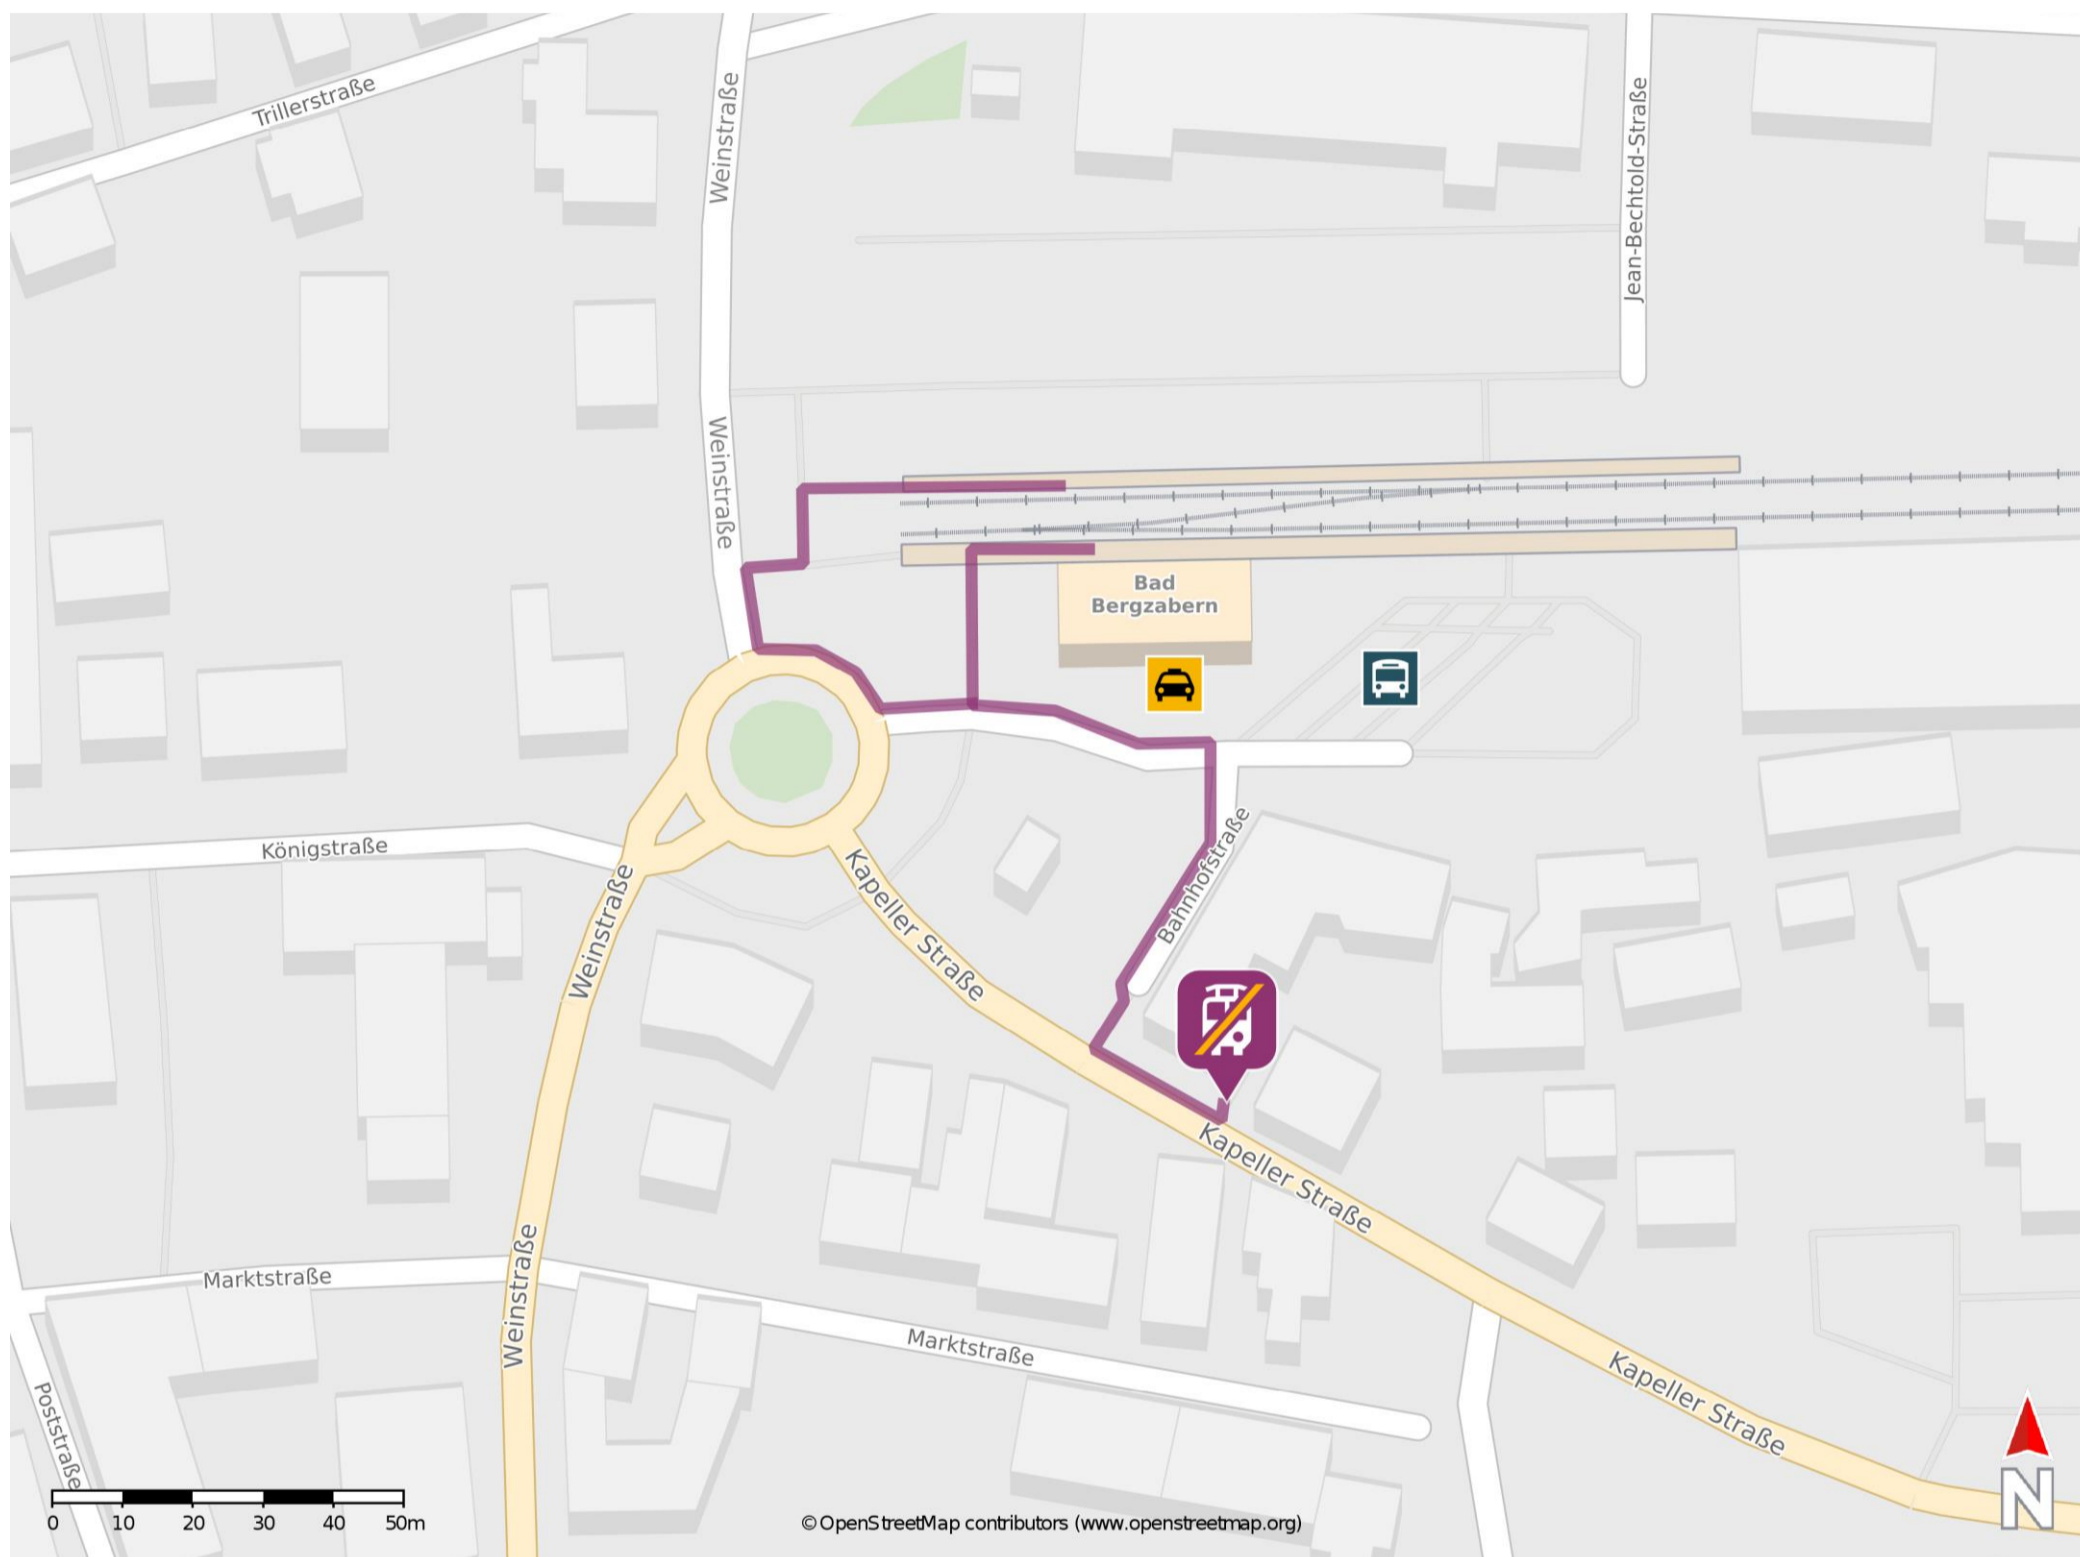 Trillerstraße
Weinstraße
Jean-Bechtold-Straße
Weinstraße
Bad
Bergzabern
Königstraße
Bahnhofstraße
Kapeller Straße
Weinstraße
Kapeller Straße
Marktstraße
Weinstraße
Marktstraße
Kapeller Straße
Poststraße
0 10 20 30 40 50m
© OpenStreetMap contributors (www.openstreetmap.org)
N